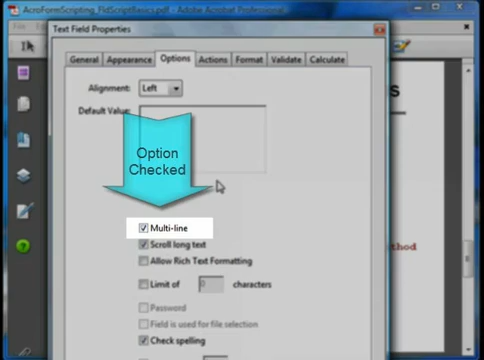 AcroFormScripting_FldScriptBasics.pdf - Adobe Acrobat Professional
Text Field Properties
General Appearance Options Actions Format Validate Calculate
Alignment: Left
Default Value:
Option
Checked
Multi-line
Scroll long text
Allow Rich Text Formatting
Limit of 0 characters
Password
Field is used for file selection
Check spelling